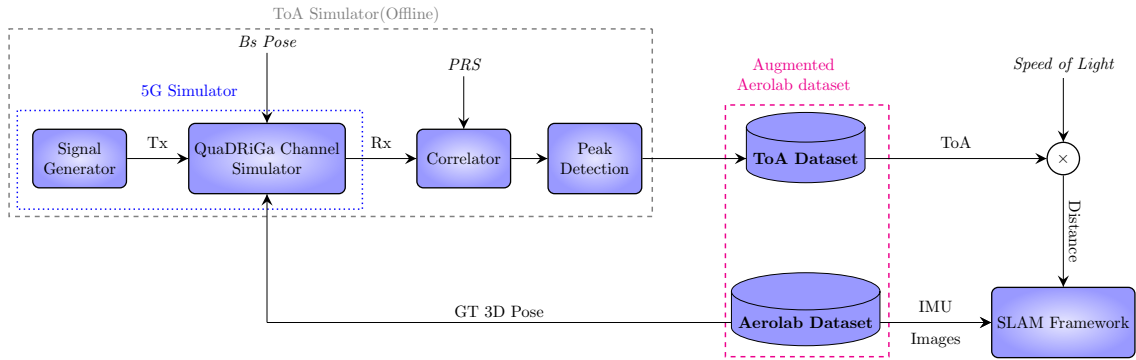 ToA Simulator(Offline)
Bs Pose
PRS
Augmented
Aerolab dataset
Speed of Light
5G Simulator
Signal
Generator
Tx
QuaDRiGa Channel
Simulator
Rx
Correlator
Peak
Detection
ToA Dataset
ToA
×
Distance
GT 3D Pose
Aerolab Dataset
IMU
Images
SLAM Framework